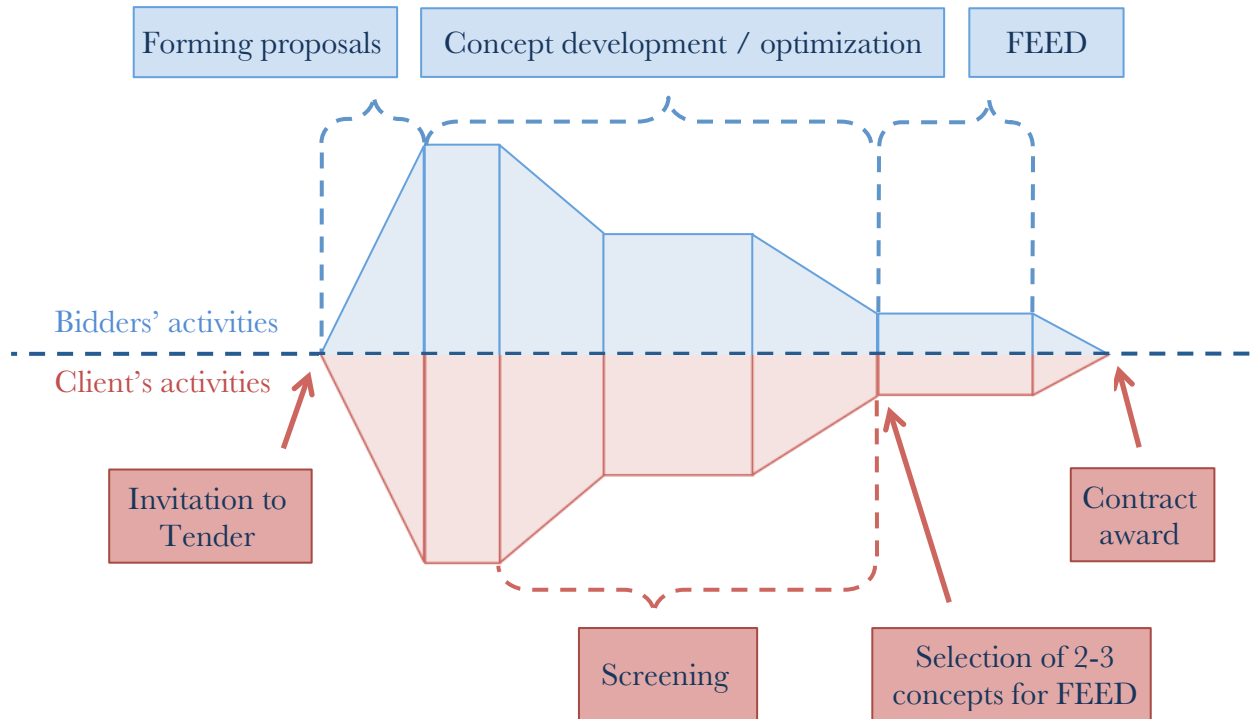 Forming proposals
Concept development / optimization
FEED
Bidders’ activities
Client’s activities
Invitation to
Tender
Contract
award
Screening
Selection of 2-3
concepts for FEED